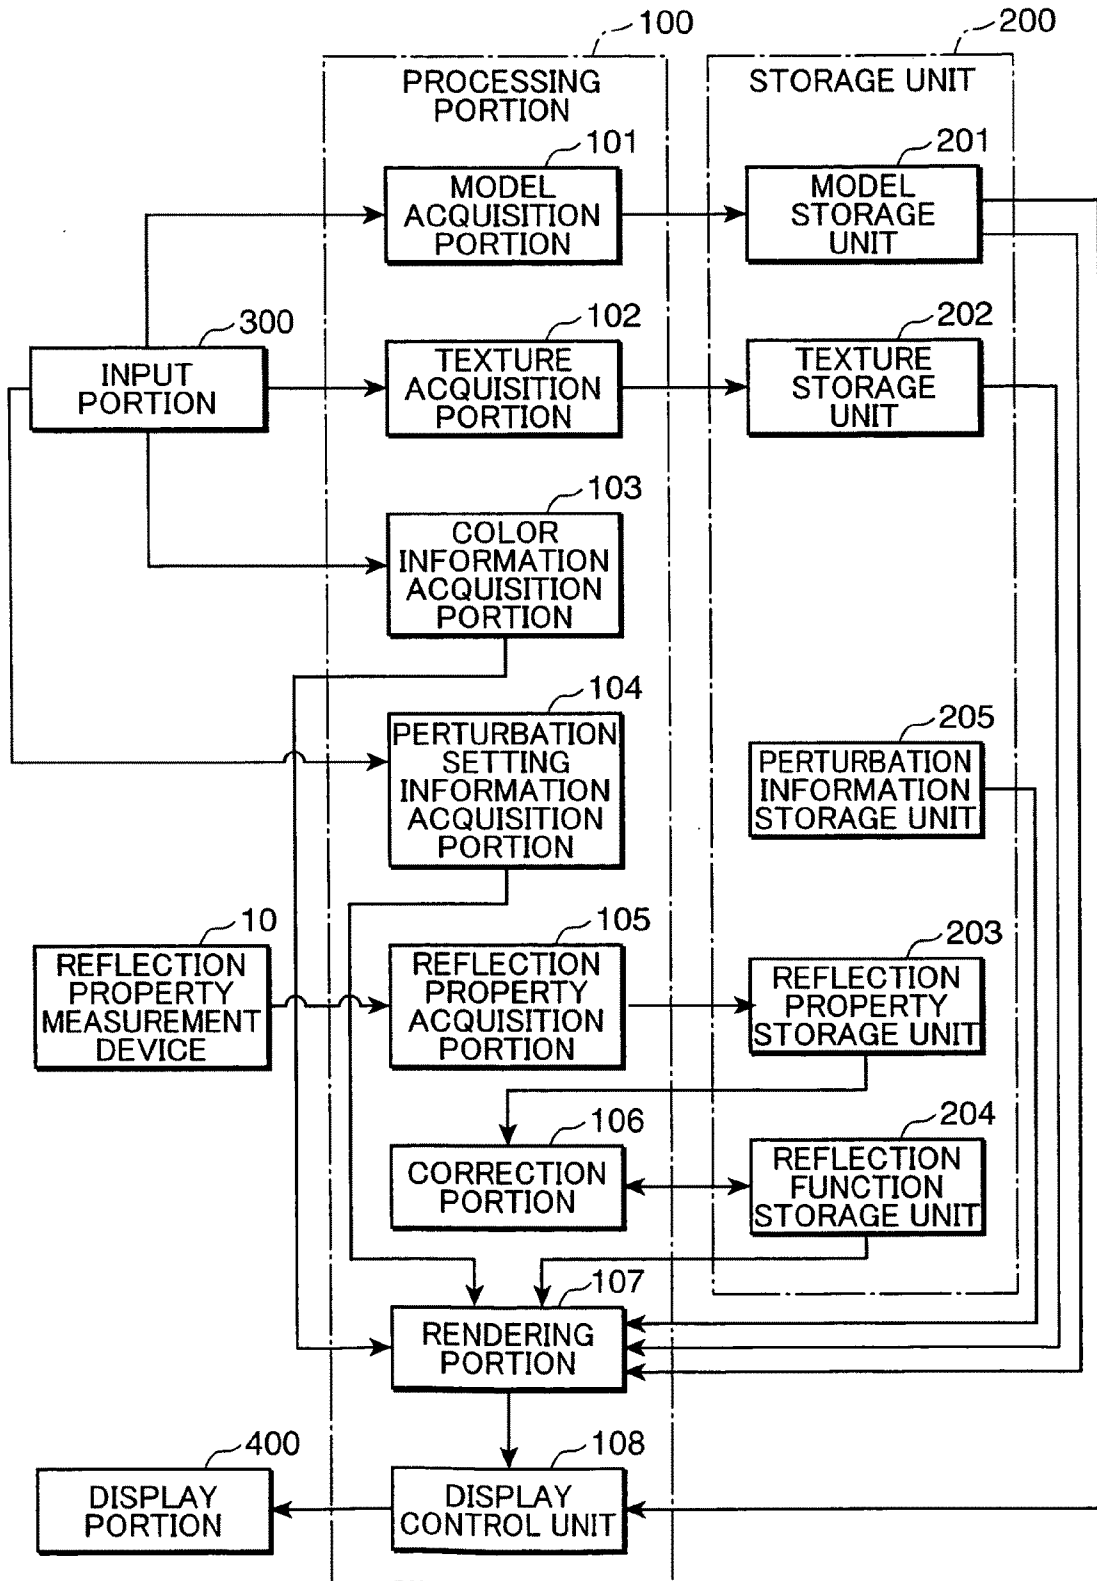 100
200
PROCESSING
PORTION
STORAGE UNIT
101
MODEL
ACQUISITION
PORTION
201
MODEL
STORAGE
UNIT
300
INPUT
PORTION
102
TEXTURE
ACQUISITION
PORTION
202
TEXTURE
STORAGE
UNIT
103
COLOR
INFORMATION
ACQUISITION
PORTION
104
PERTURBATION
SETTING
INFORMATION
ACQUISITION
PORTION
205
PERTURBATION
INFORMATION
STORAGE UNIT
10
REFLECTION
PROPERTY
MEASUREMENT
DEVICE
105
REFLECTION
PROPERTY
ACQUISITION
PORTION
203
REFLECTION
PROPERTY
STORAGE UNIT
106
CORRECTION
PORTION
204
REFLECTION
FUNCTION
STORAGE UNIT
107
RENDERING
PORTION
400
DISPLAY
PORTION
108
DISPLAY
CONTROL UNIT